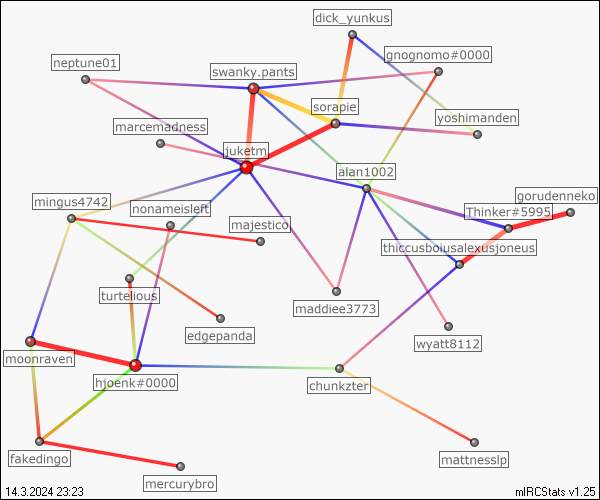 dick_yunkus
gnognomo#0000
neptune01
swanky.pants
sorapie
yoshimanden
marcemadness
juketm
alan1002
gorudenneko
mingus4742
nonameisleft
Thinker#5995
majestico
thiccusboiusalexusjoneus
turtelious
maddiee3773
edgepanda
wyatt8112
moonraven
hjoenk#0000
chunkzter
fakedingo
mattnesslp
mercurybro
14.3.2024 23:23
mIRCStats v1.25